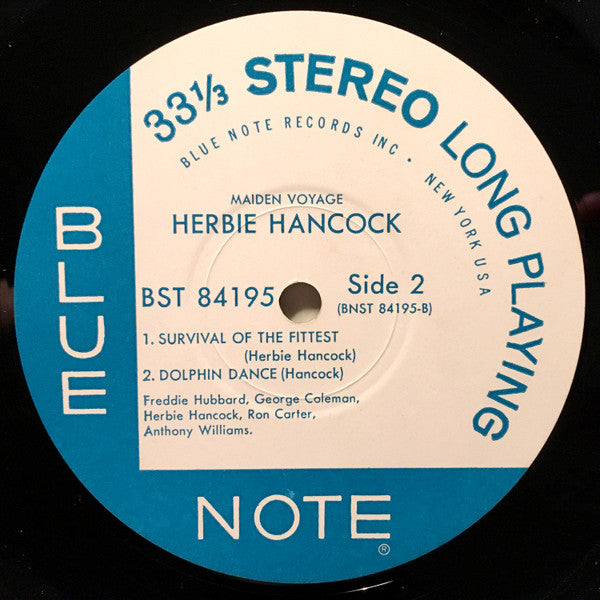 33⅓ STEREO LONG PLAYING
BLUE NOTE RECORDS INC • NEW YORK USA
MAIDEN VOYAGE
HERBIE HANCOCK
BST 84195
Side 2
(BNST 84195-B)
1. SURVIVAL OF THE FITTEST
(Herbie Hancock)
2. DOLPHIN DANCE (Hancock)
Freddie Hubbard, George Coleman,
Herbie Hancock, Ron Carter,
Anthony Williams.
BLUE
NOTE®